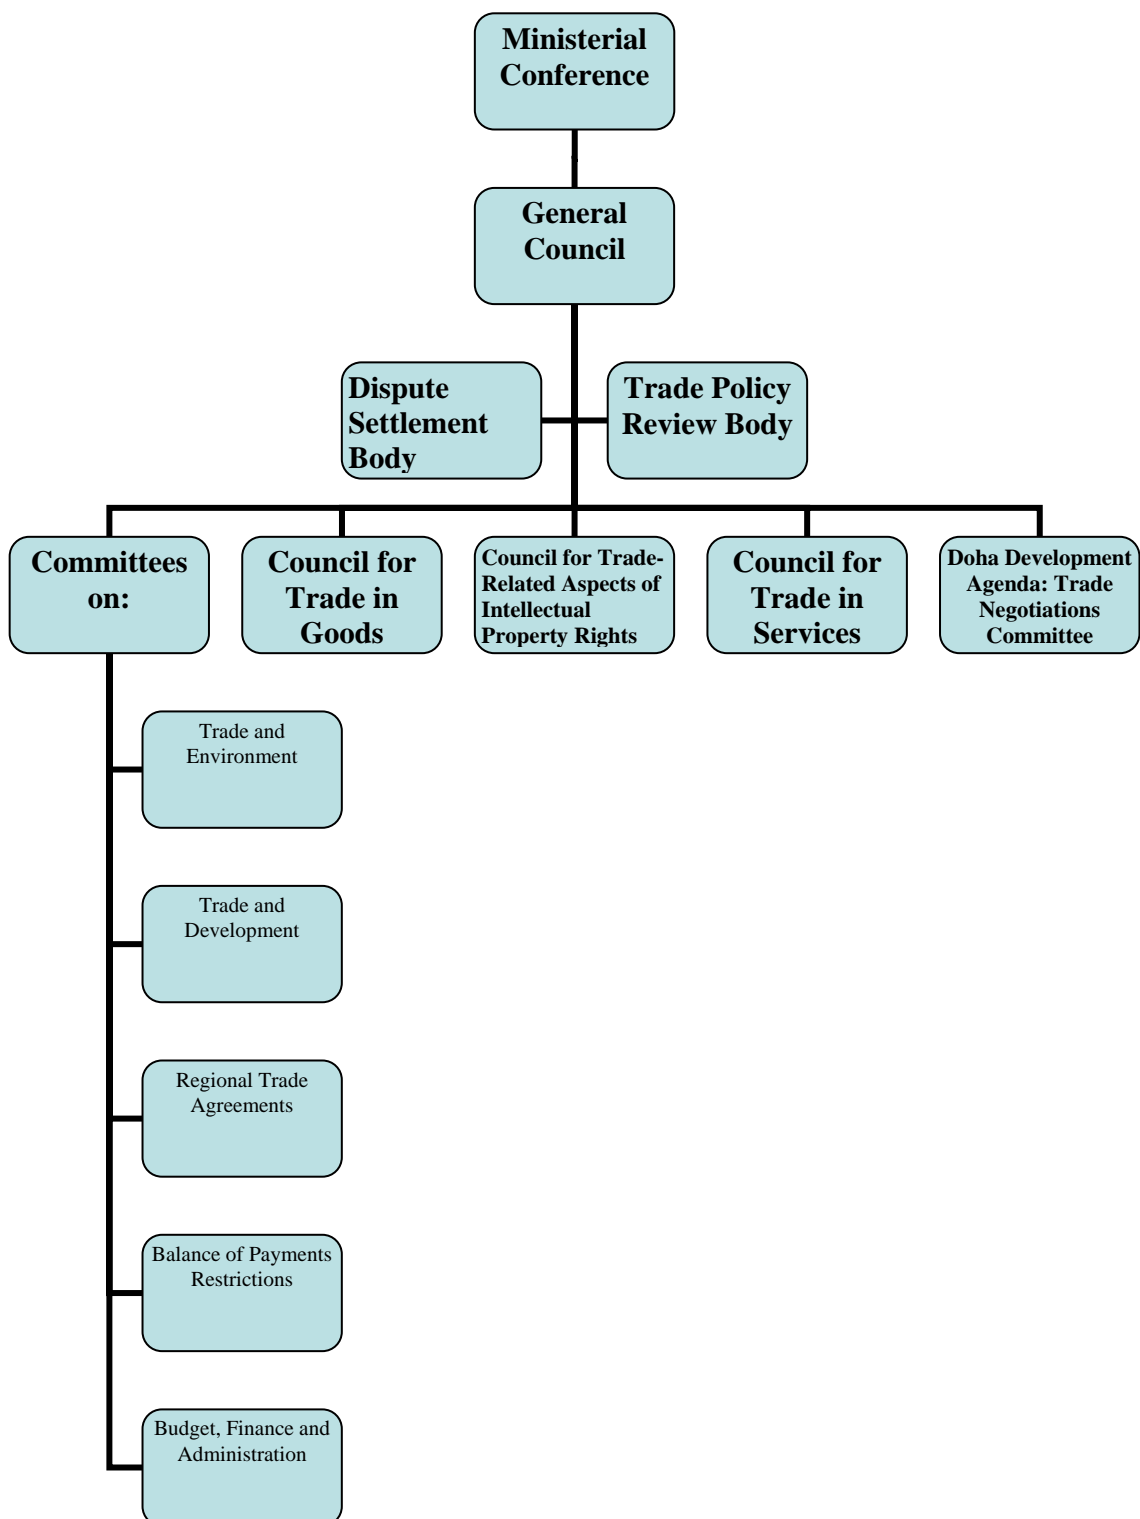 Ministerial
Conference
General
Council
Dispute
Settlement
Body
Trade Policy
Review Body
Committees
on:
Council for
Trade in
Goods
Council for Trade-
Related Aspects of
Intellectual
Property Rights
Council for
Trade in
Services
Doha Development
Agenda: Trade
Negotiations
Committee
Trade and
Environment
Trade and
Development
Regional Trade
Agreements
Balance of Payments
Restrictions
Budget, Finance and
Administration